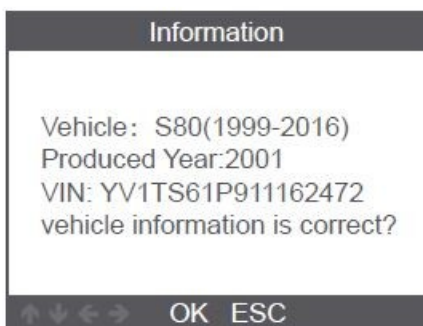 Information
Vehicle: S80(1999-2016)
Produced Year:2001
VIN: YV1TS61P911162472
vehicle information is correct?
OK ESC